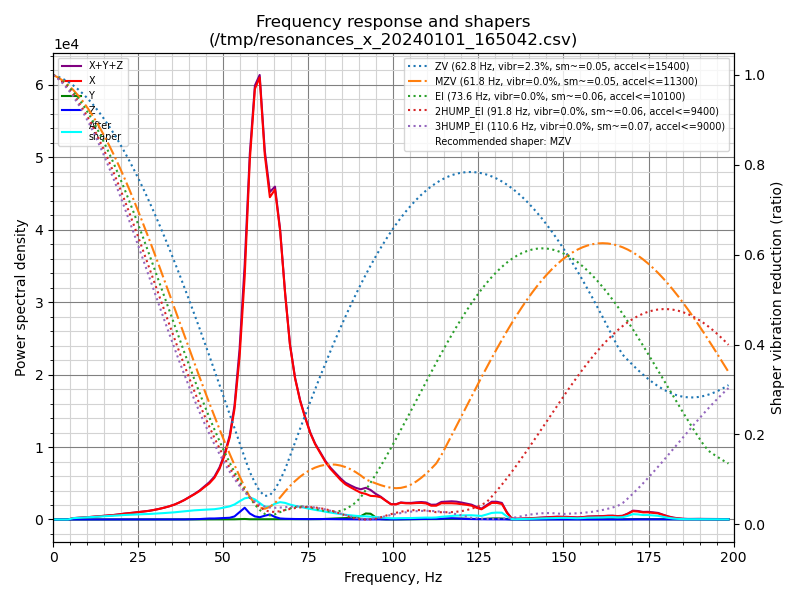 Frequency response and shapers
(/tmp/resonances_x_20240101_165042.csv)
1e4
X+Y+Z
X
Y
Z
After
shaper
ZV (62.8 Hz, vibr=2.3%, sm~=0.05, accel<=15400)
MZV (61.8 Hz, vibr=0.0%, sm~=0.05, accel<=11300)
EI (73.6 Hz, vibr=0.0%, sm~=0.06, accel<=10100)
2HUMP_EI (91.8 Hz, vibr=0.0%, sm~=0.06, accel<=9400)
3HUMP_EI (110.6 Hz, vibr=0.0%, sm~=0.07, accel<=9000)
Recommended shaper: MZV
Power spectral density
6
5
4
3
2
1
0
1.0
0.8
0.6
0.4
0.2
0.0
Shaper vibration reduction (ratio)
0 25 50 75 100 125 150 175 200
Frequency, Hz